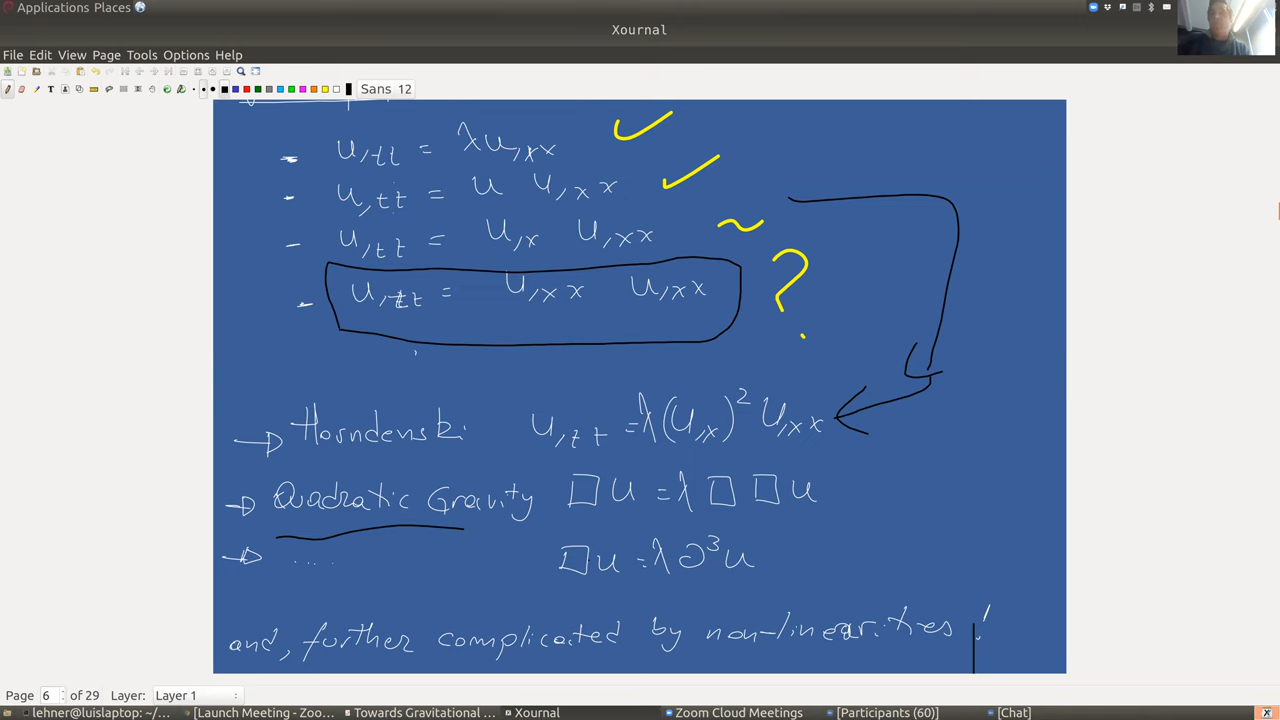 Applications Places
Xournal
File Edit View Page Tools Options Help
Sans 12
- u,tt = λu,xx ✓
- u,tt = u u,xx ✓
- u,tt = u,x u,xx ~
- u,tt = u,xx u,xx ?
→ Horndenski u,tt = λ(u,x)² u,xx
→ Quadratic Gravity □u = λ □ □u
→ ..... □u = λ ∂³u
and, further complicated by non-linearities !
Page 6 of 29 Layer: Layer 1
lehner@luislaptop: ~/... [Launch Meeting - Zoo... Towards Gravitational ... Xournal Zoom Cloud Meetings [Participants (60)] [Chat]